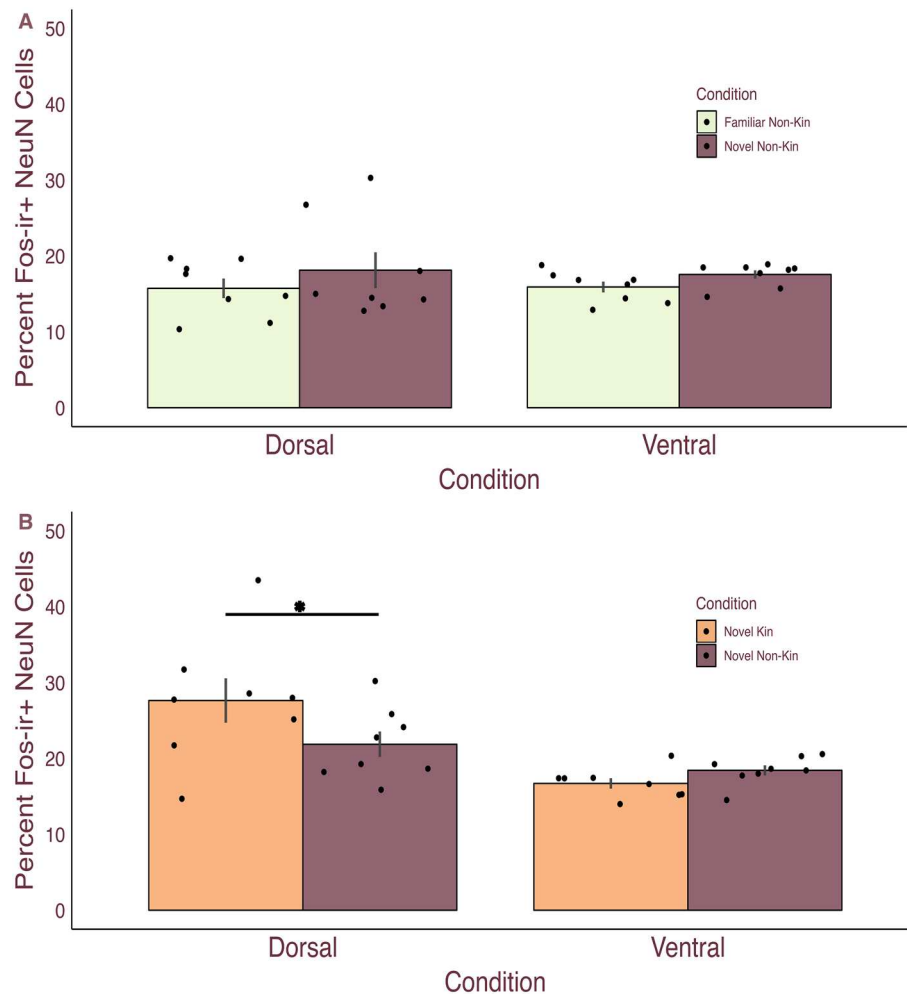 A
50
40
30
20
10
0
Percent Fos-ir+ NeuN Cells
Condition
Familiar Non-Kin
Novel Non-Kin
Dorsal Ventral
Condition
B
50
40
30
20
10
0
Percent Fos-ir+ NeuN Cells
*
Condition
Novel Kin
Novel Non-Kin
Dorsal Ventral
Condition